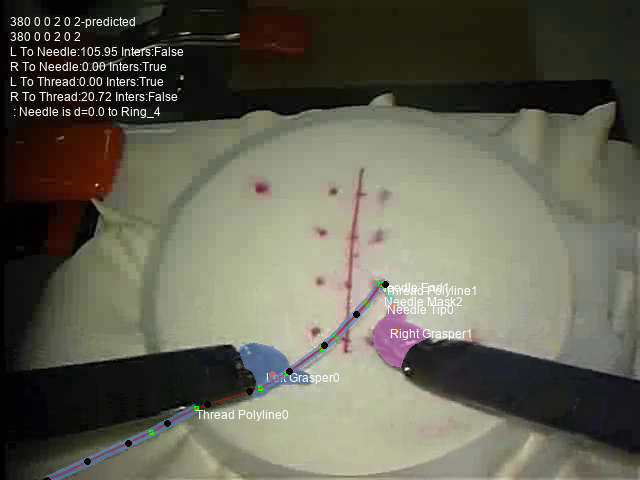 380 0 0 2 0 2-predicted
380 0 0 2 0 2
L To Needle:105.95 Inters:False
R To Needle:0.00 Inters:True
L To Thread:0.00 Inters:True
R To Thread:20.72 Inters:False
: Needle is d=0.0 to Ring_4
Needle End1
Thread Polyline1
Needle Mask2
Needle Tip0
Right Grasper1
Left Grasper0
Thread Polyline0